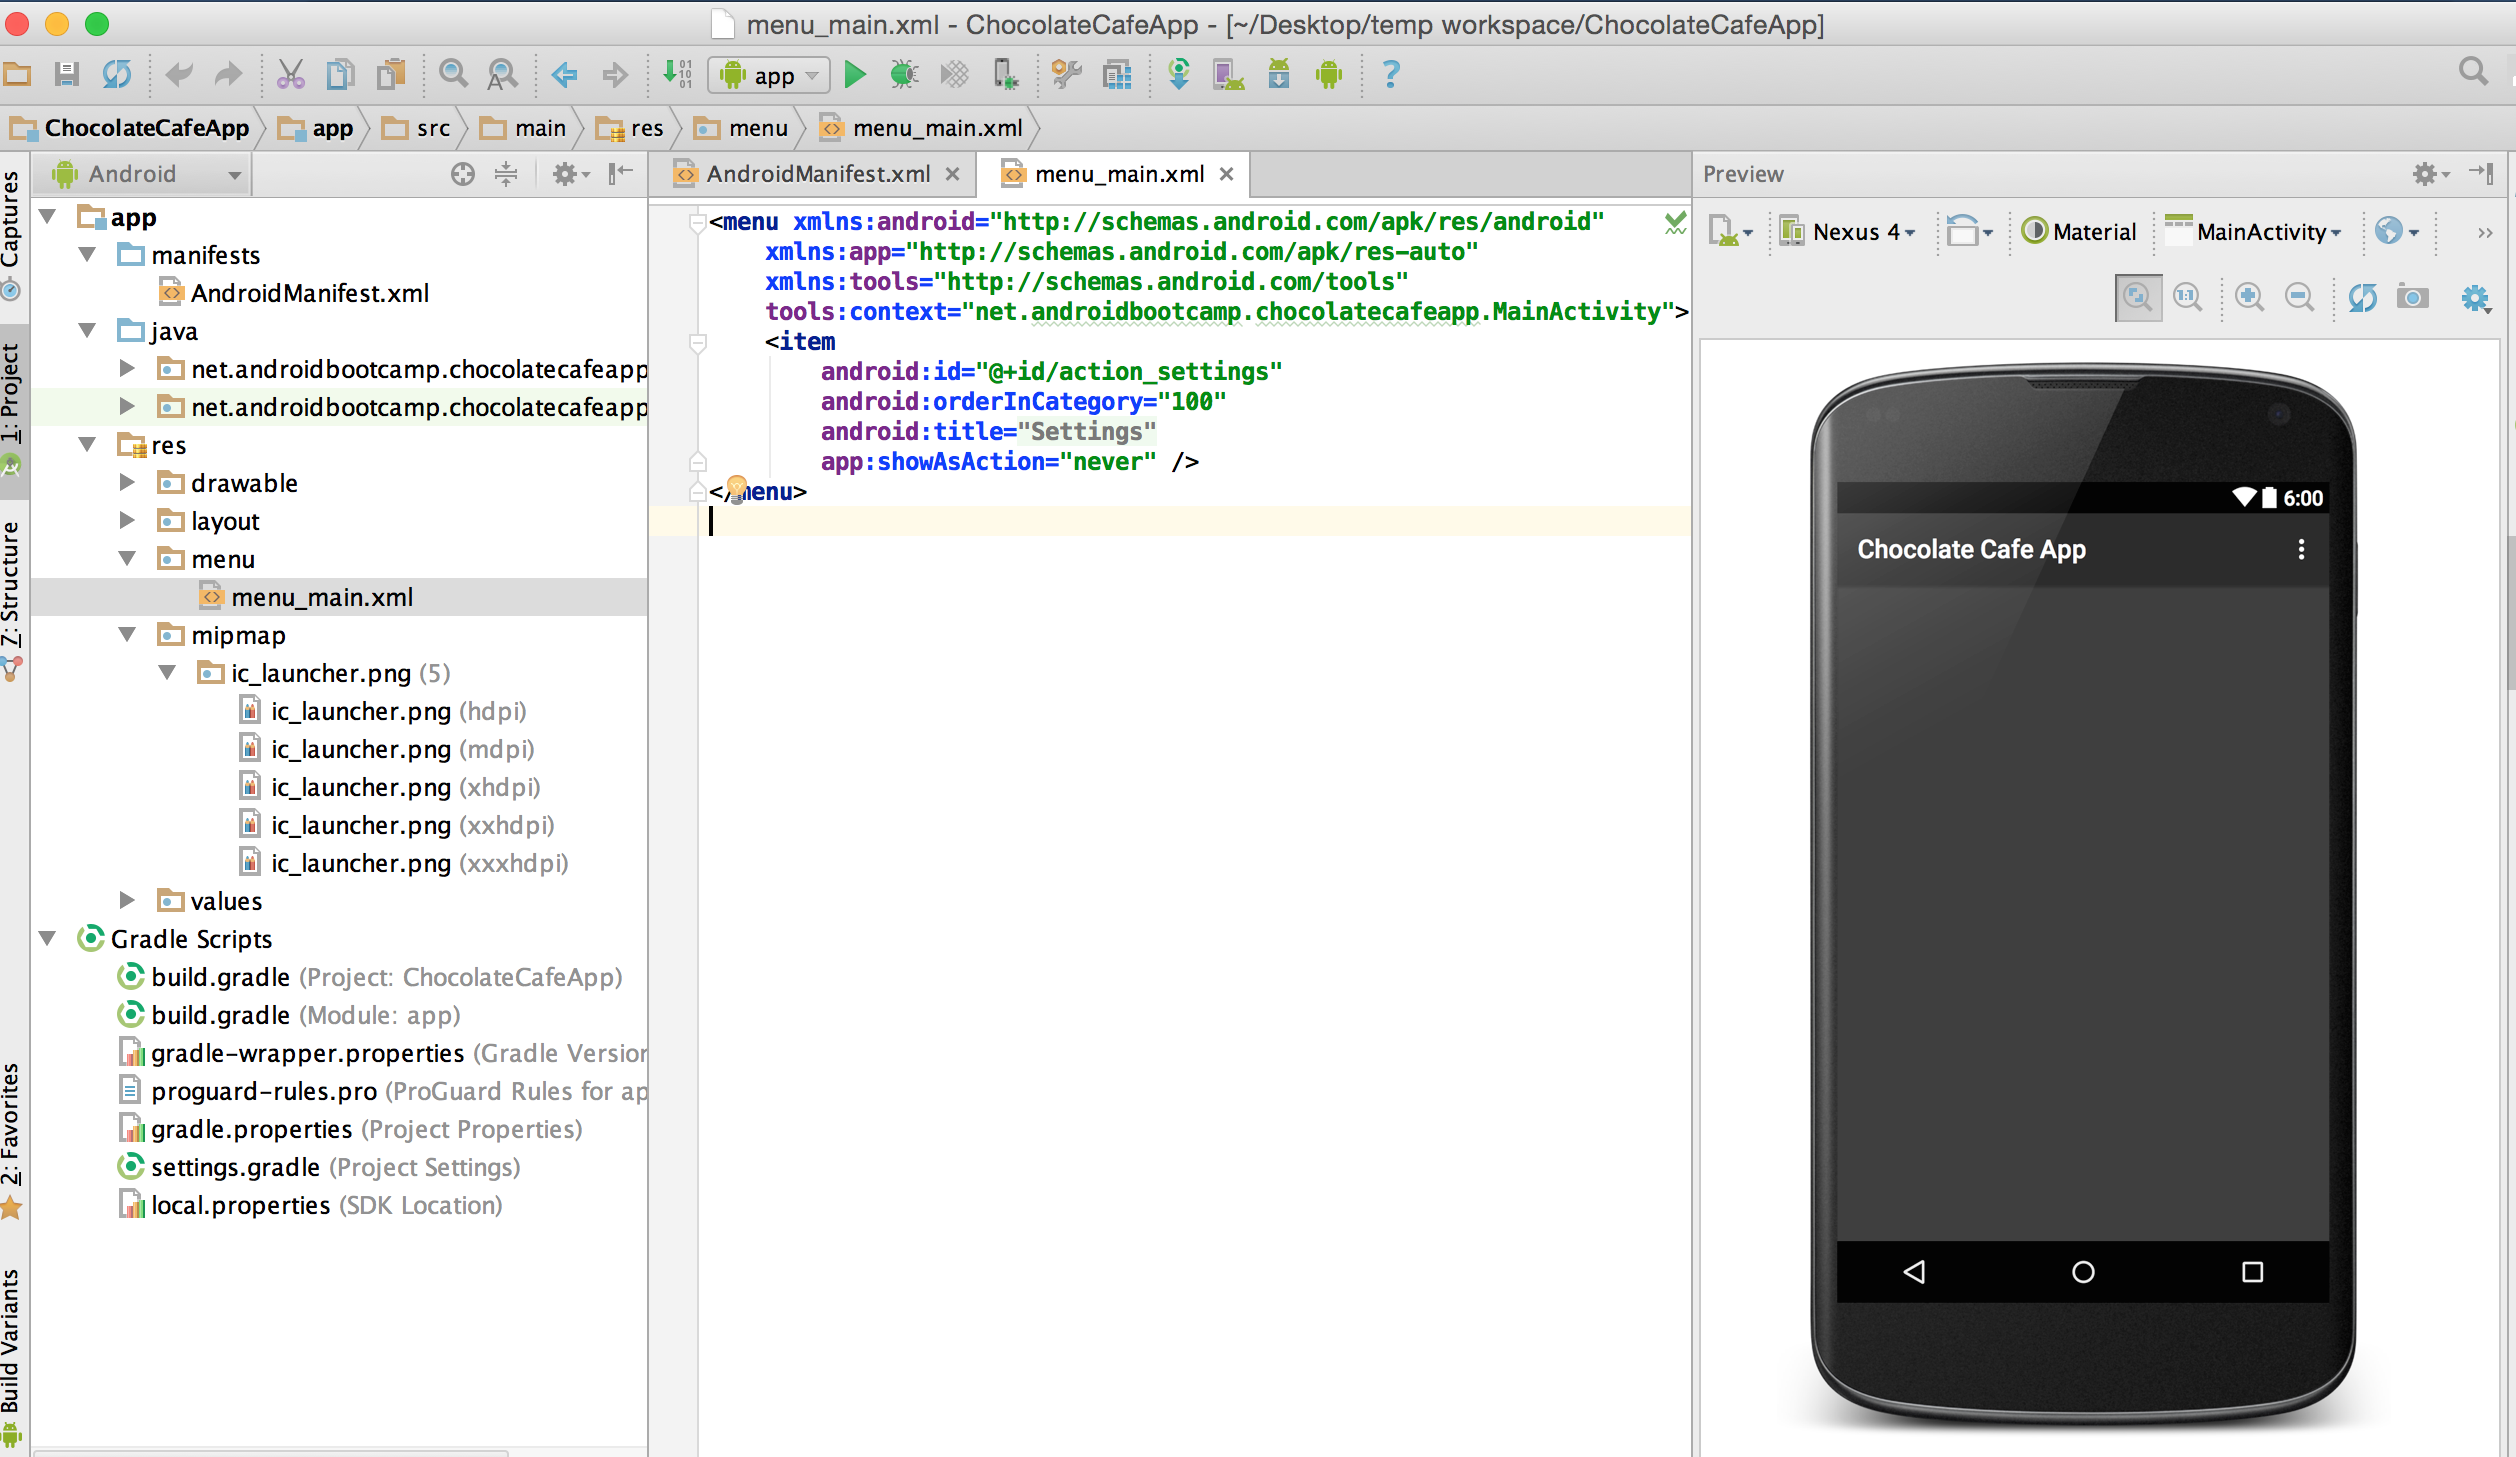 menu_main.xml - ChocolateCafeApp - [~/Desktop/temp workspace/ChocolateCafeApp]
app
?
ChocolateCafeApp app src main res menu menu_main.xml
Captures
1: Project
7: Structure
2: Favorites
Build Variants
Android
app
manifests
AndroidManifest.xml
java
net.androidbootcamp.chocolatecafeapp
net.androidbootcamp.chocolatecafeapp
res
drawable
layout
menu
menu_main.xml
mipmap
ic_launcher.png (5)
ic_launcher.png (hdpi)
ic_launcher.png (mdpi)
ic_launcher.png (xhdpi)
ic_launcher.png (xxhdpi)
ic_launcher.png (xxxhdpi)
values
Gradle Scripts
build.gradle (Project: ChocolateCafeApp)
build.gradle (Module: app)
gradle-wrapper.properties (Gradle Version
proguard-rules.pro (ProGuard Rules for ap
gradle.properties (Project Properties)
settings.gradle (Project Settings)
local.properties (SDK Location)
AndroidManifest.xml menu_main.xml
<menu xmlns:android="http://schemas.android.com/apk/res/android"
xmlns:app="http://schemas.android.com/apk/res-auto"
xmlns:tools="http://schemas.android.com/tools"
tools:context="net.androidbootcamp.chocolatecafeapp.MainActivity">
<item
android:id="@+id/action_settings"
android:orderInCategory="100"
android:title="Settings"
app:showAsAction="never" />
</menu>
Preview
Nexus 4 Material MainActivity
6:00
Chocolate Cafe App